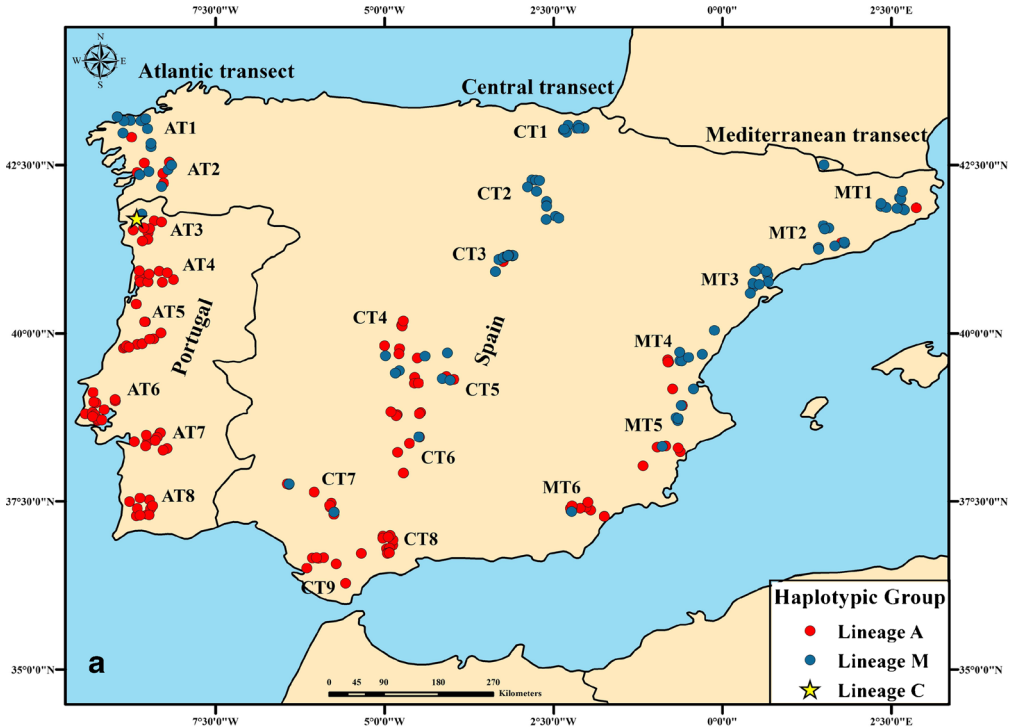 7°30'0"W 5°0'0"W 2°30'0"W 0°0'0" 2°30'0"E
N
W E
S
Atlantic transect
Central transect
Mediterranean transect
AT1
CT1
42°30'0"N 42°30'0"N
AT2
CT2
MT1
AT3
MT2
CT3
AT4
MT3
AT5
CT4
40°0'0"N 40°0'0"N
Portugal
Spain
MT4
AT6
CT5
AT7
MT5
CT6
CT7
MT6
AT8
37°30'0"N 37°30'0"N
CT8
CT9
Haplotypic Group
Lineage A
Lineage M
Lineage C
a
35°0'0"N 35°0'0"N
0 45 90 180 270
Kilometers
7°30'0"W 5°0'0"W 2°30'0"W 0°0'0" 2°30'0"E